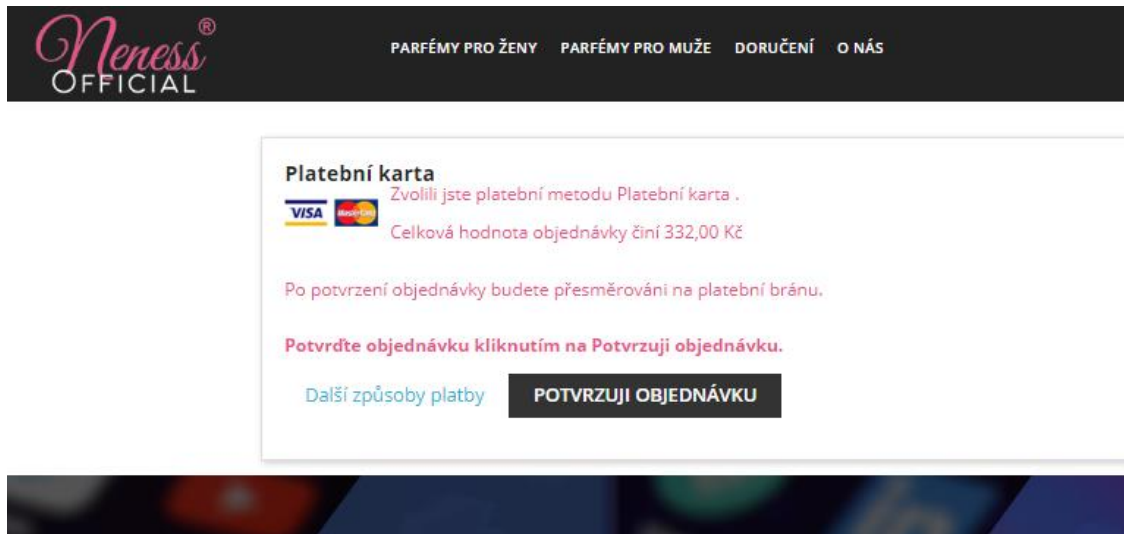 Neness®
OFFICIAL
PARFÉMY PRO ŽENY PARFÉMY PRO MUŽE DORUČENÍ O NÁS
Platební karta
VISA MasterCard
Zvolili jste platební metodu Platební karta .
Celková hodnota objednávky činí 332,00 Kč
Po potvrzení objednávky budete přesměrováni na platební bránu.
Potvrďte objednávku kliknutím na Potvrzuji objednávku.
Další způsoby platby POTVRZUJI OBJEDNÁVKU
in